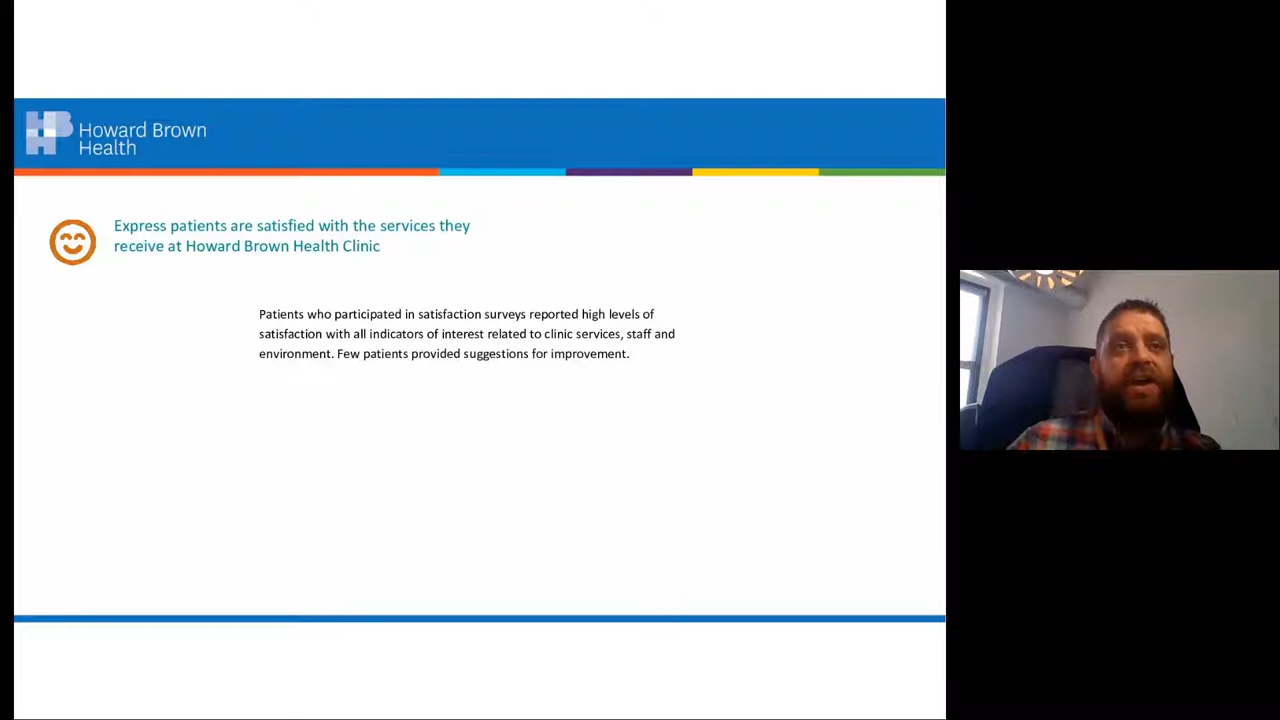 Howard Brown
Health
Express patients are satisfied with the services they
receive at Howard Brown Health Clinic
Patients who participated in satisfaction surveys reported high levels of
satisfaction with all indicators of interest related to clinic services, staff and
environment. Few patients provided suggestions for improvement.